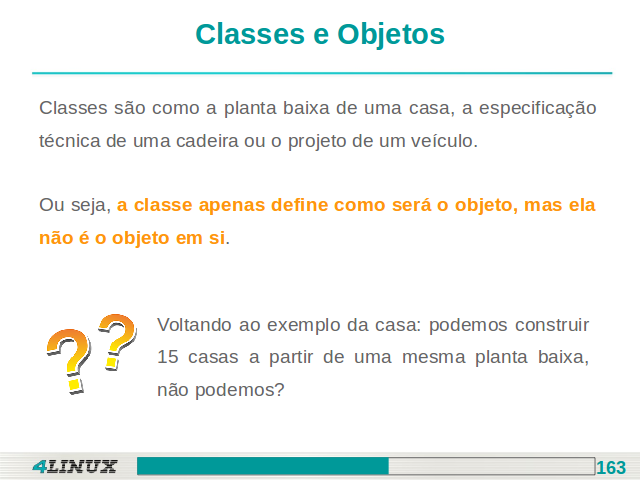 Classes e Objetos
Classes são como a planta baixa de uma casa, a especificação
técnica de uma cadeira ou o projeto de um veículo.
Ou seja, a classe apenas define como será o objeto, mas ela
não é o objeto em si.
??
Voltando ao exemplo da casa: podemos construir
15 casas a partir de uma mesma planta baixa,
não podemos?
4LINUX
163